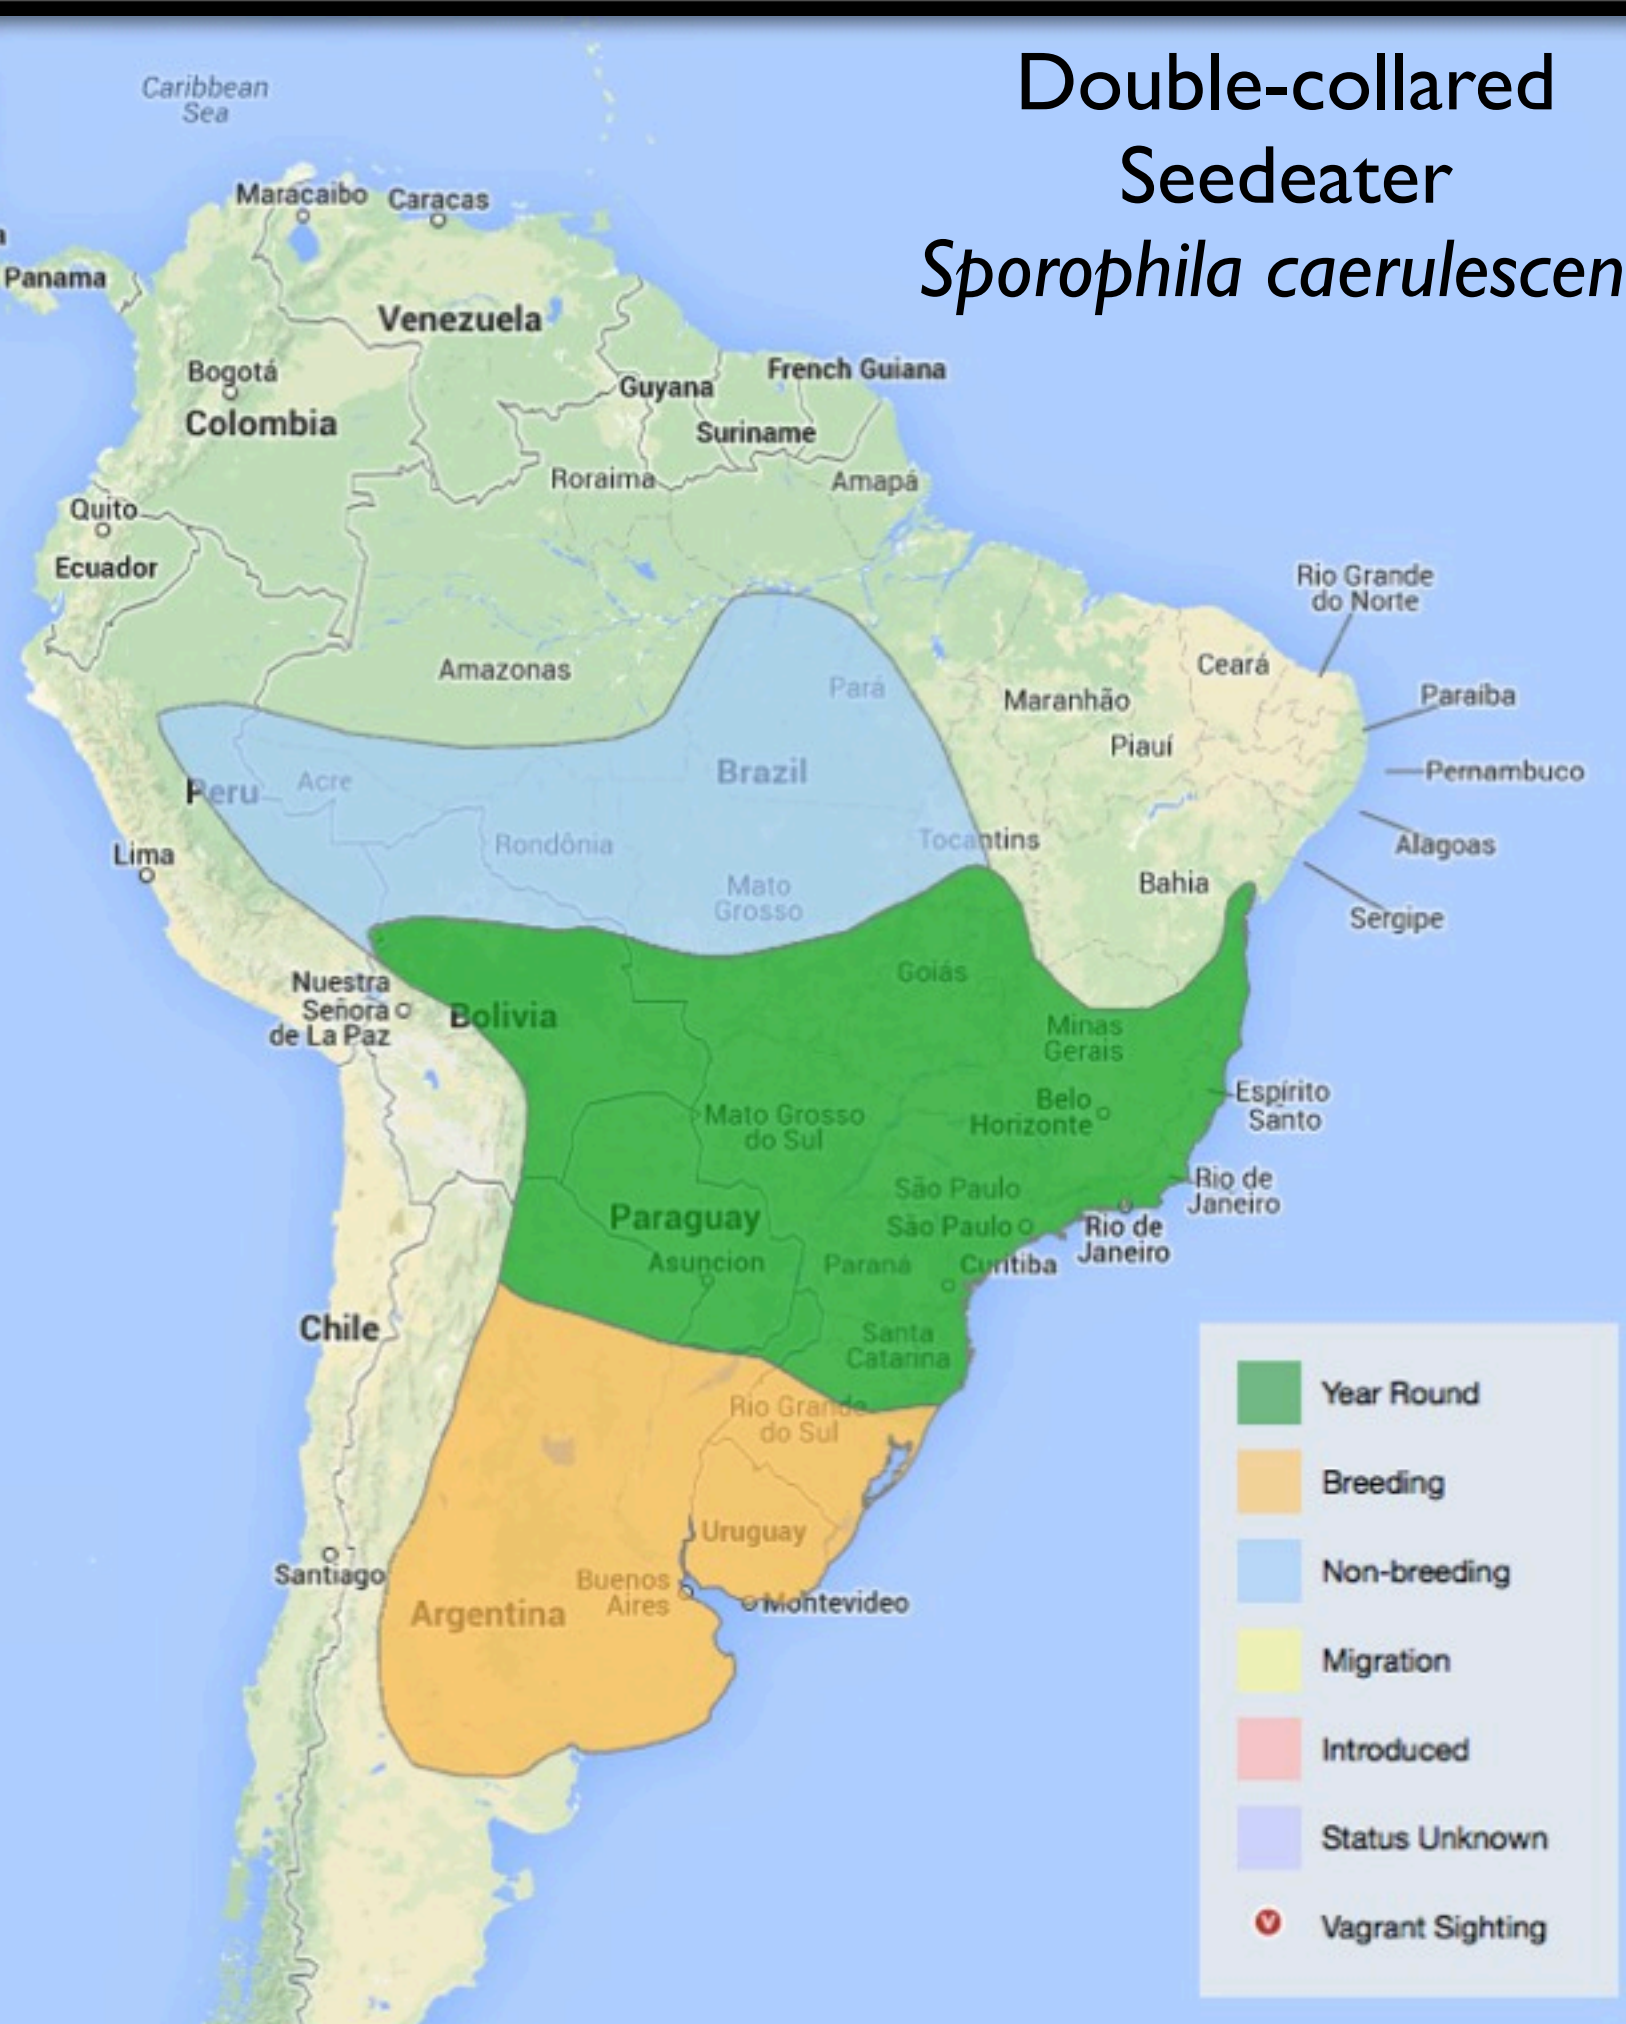 Double-collared
Seedeater
Sporophila caerulescen
Caribbean
Sea
Maracaibo
Caracas
Panama
Venezuela
Bogotá
Colombia
Guyana
French Guiana
Suriname
Roraima
Amapá
Quito
Ecuador
Rio Grande
do Norte
Amazonas
Pará
Maranhão
Ceará
Paraíba
Piauí
Brazil
Pernambuco
Peru
Acre
Rondônia
Tocantins
Alagoas
Lima
Mato
Grosso
Bahia
Sergipe
Nuestra
Señora
de La Paz
Bolivia
Goiás
Minas
Gerais
Belo
Horizonte
Espírito
Santo
Mato Grosso
do Sul
São Paulo
Rio de
Janeiro
Paraguay
São Paulo
Rio de
Janeiro
Asuncion
Paraná
Curitiba
Chile
Santa
Catarina
Rio Grande
do Sul
Uruguay
Santiago
Buenos
Aires
Montevideo
Argentina
Year Round
Breeding
Non-breeding
Migration
Introduced
Status Unknown
V
Vagrant Sighting